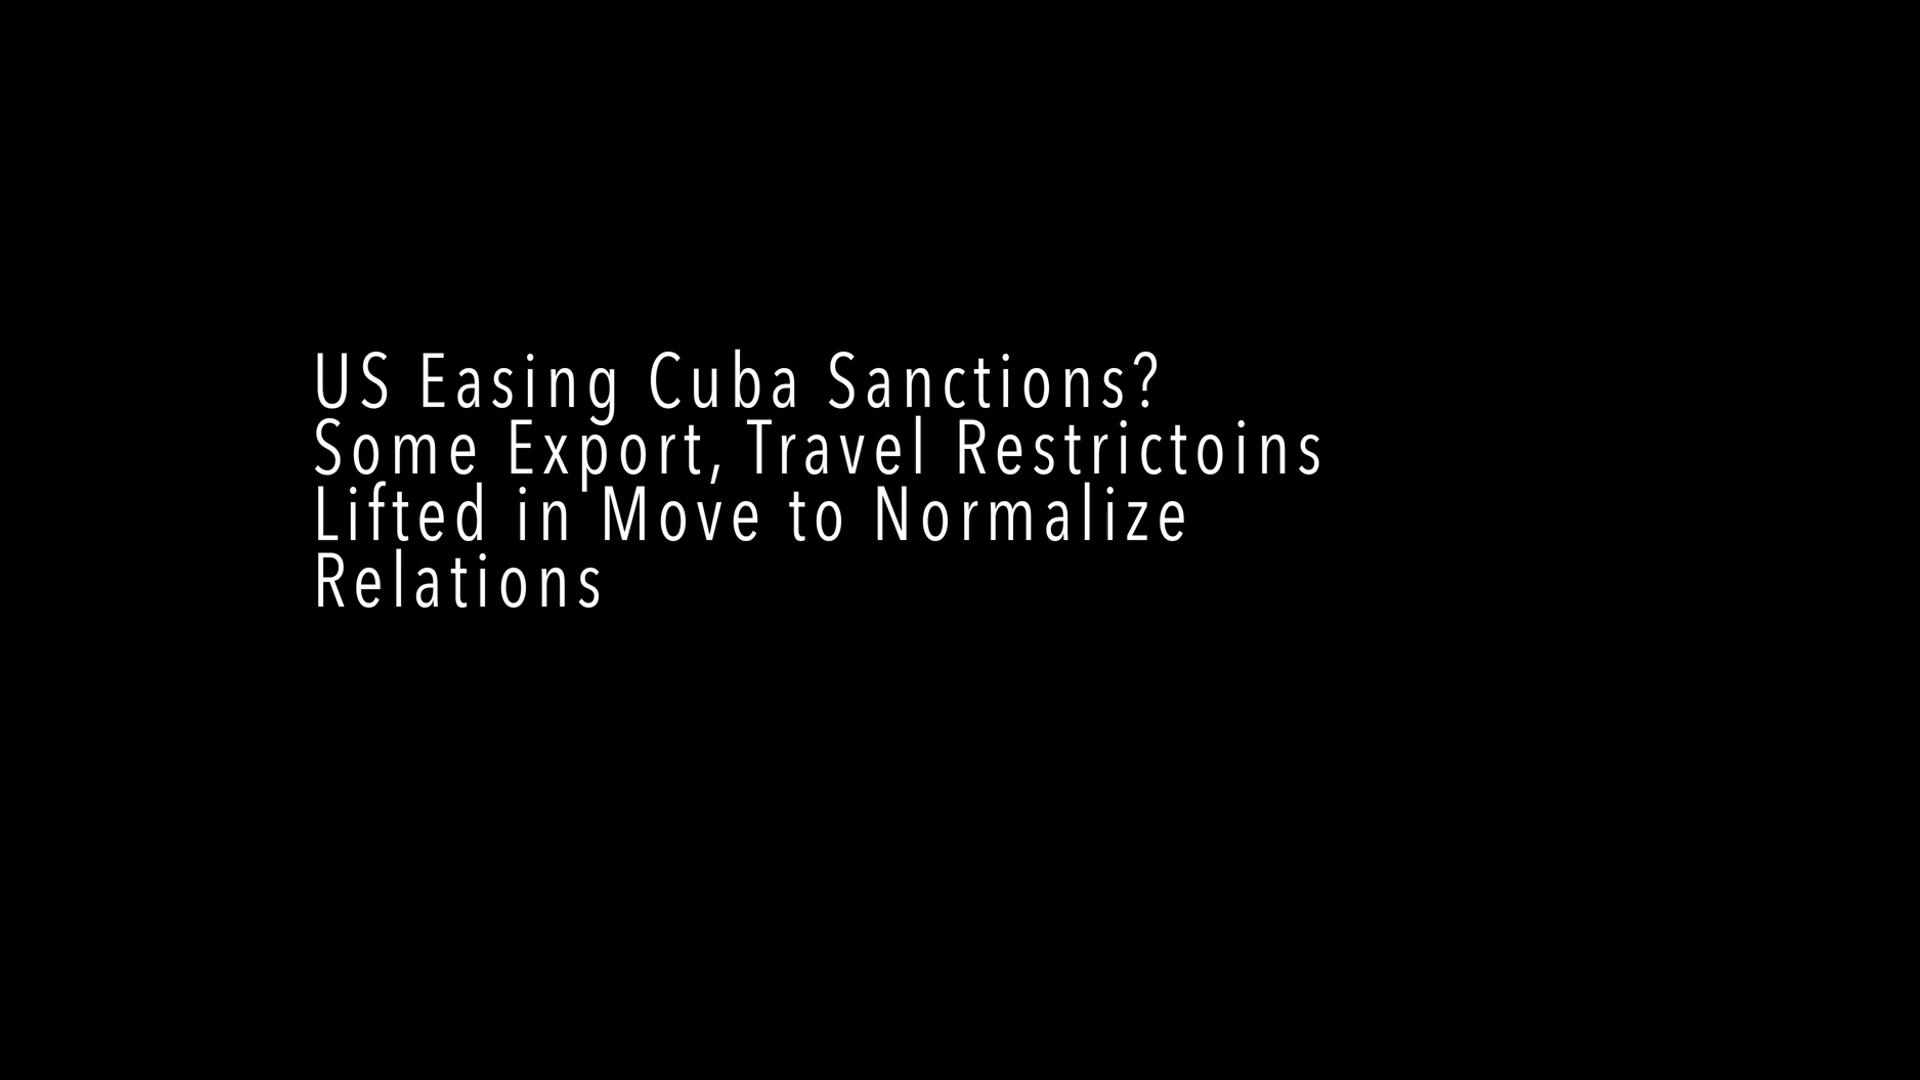 US Easing Cuba Sanctions?
Some Export, Travel Restrictoins
Lifted in Move to Normalize
Relations